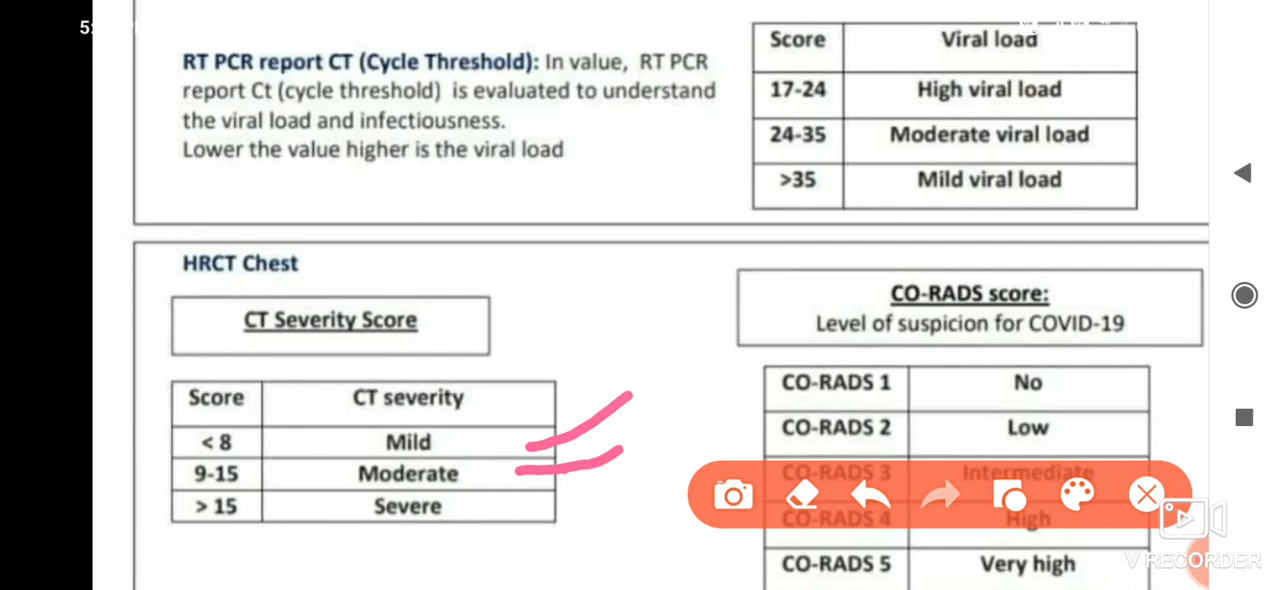 RT PCR report CT (Cycle Threshold): In value, RT PCR
report Ct (cycle threshold) is evaluated to understand
the viral load and infectiousness.
Lower the value higher is the viral load
Score Viral load
17-24 High viral load
24-35 Moderate viral load
>35 Mild viral load
HRCT Chest
CT Severity Score
Score CT severity
< 8 Mild
9-15 Moderate
> 15 Severe
CO-RADS score:
Level of suspicion for COVID-19
CO-RADS 1 No
CO-RADS 2 Low
CO-RADS 3 Intermediate
CO-RADS 4 High
CO-RADS 5 Very high
V RECORDER